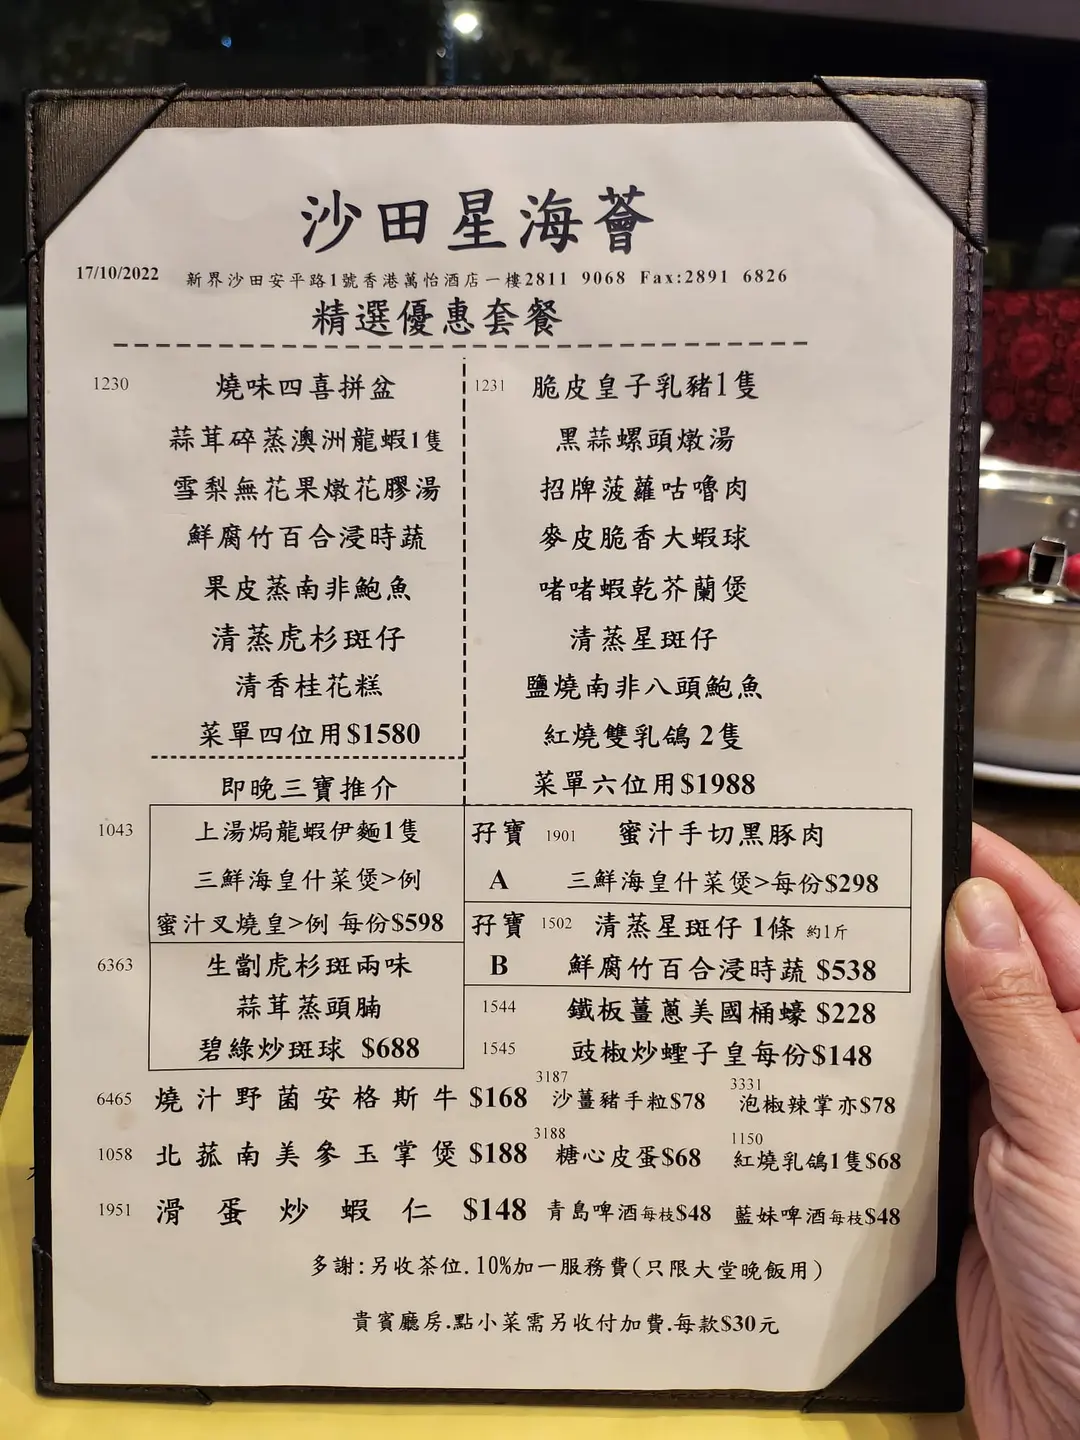 沙田星海薈
17/10/2022 新界沙田安平路1號香港萬怡酒店一樓2811 9068 Fax:2891 6826
精選優惠套餐
1230 燒味四喜拼盆
蒜茸碎蒸澳洲龍蝦1隻
雪梨無花果燉花膠湯
鮮腐竹百合浸時蔬
果皮蒸南非鮑魚
清蒸虎杉斑仔
清香桂花糕
菜單四位用$1580
1231 脆皮皇子乳豬1隻
黑蒜螺頭燉湯
招牌菠蘿咕嚕肉
麥皮脆香大蝦球
啫啫蝦乾芥蘭煲
清蒸星斑仔
鹽燒南非八頭鮑魚
紅燒雙乳鴿 2隻
菜單六位用$1988
即晚三寶推介
1043 上湯焗龍蝦伊麵1隻
三鮮海皇什菜煲>例
蜜汁叉燒皇>例 每份$598
6363 生劏虎杉斑兩味
蒜茸蒸頭腩
碧綠炒斑球 $688
孖寶 1901 蜜汁手切黑豚肉
A 三鮮海皇什菜煲>每份$298
孖寶 1502 清蒸星斑仔 1條 約1斤
B 鮮腐竹百合浸時蔬 $538
1544 鐵板薑蔥美國桶蠔 $228
1545 豉椒炒蟶子皇每份$148
6465 燒汁野菌安格斯牛 $168
3187 沙薑豬手粒$78
3331 泡椒辣掌亦$78
1058 北菰南美參玉掌煲 $188
3188 糖心皮蛋$68
1150 紅燒乳鴿1隻$68
1951 滑蛋炒蝦仁 $148
青島啤酒每枝$48
藍妹啤酒每枝$48
多謝:另收茶位.10%加一服務費(只限大堂晚飯用)
貴賓廳房.點小菜需另收付加費.每款$30元